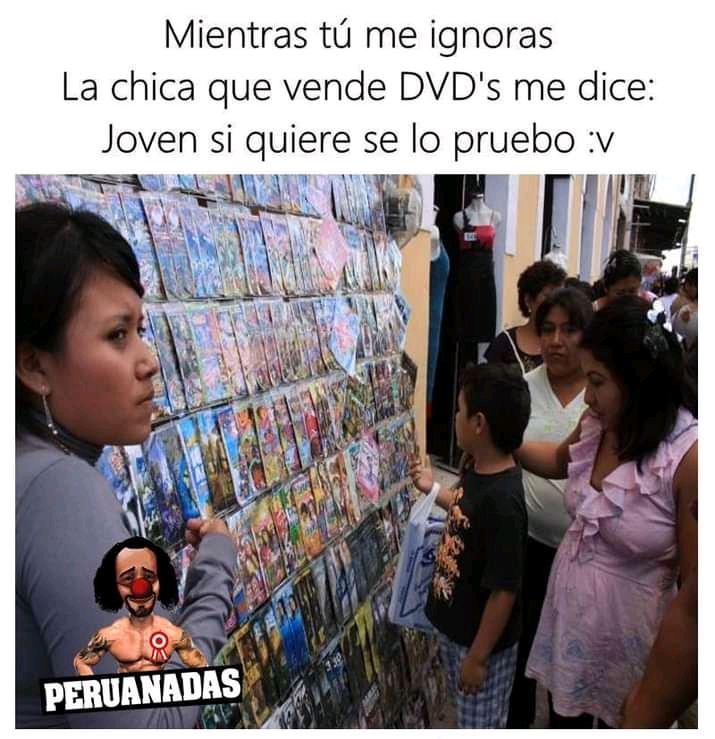 Mientras tú me ignoras
La chica que vende DVD's me dice:
Joven si quiere se lo pruebo :v
PERUANADAS